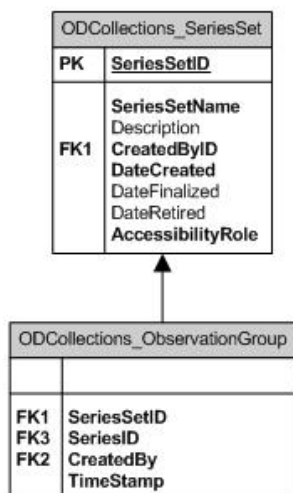 ODCollections_SeriesSet
PK SeriesSetID
SeriesSetName
Description
FK1 CreatedByID
DateCreated
DateFinalized
DateRetired
AccessibilityRole
ODCollections_ObservationGroup
FK1 SeriesSetID
FK3 SeriesID
FK2 CreatedBy
TimeStamp